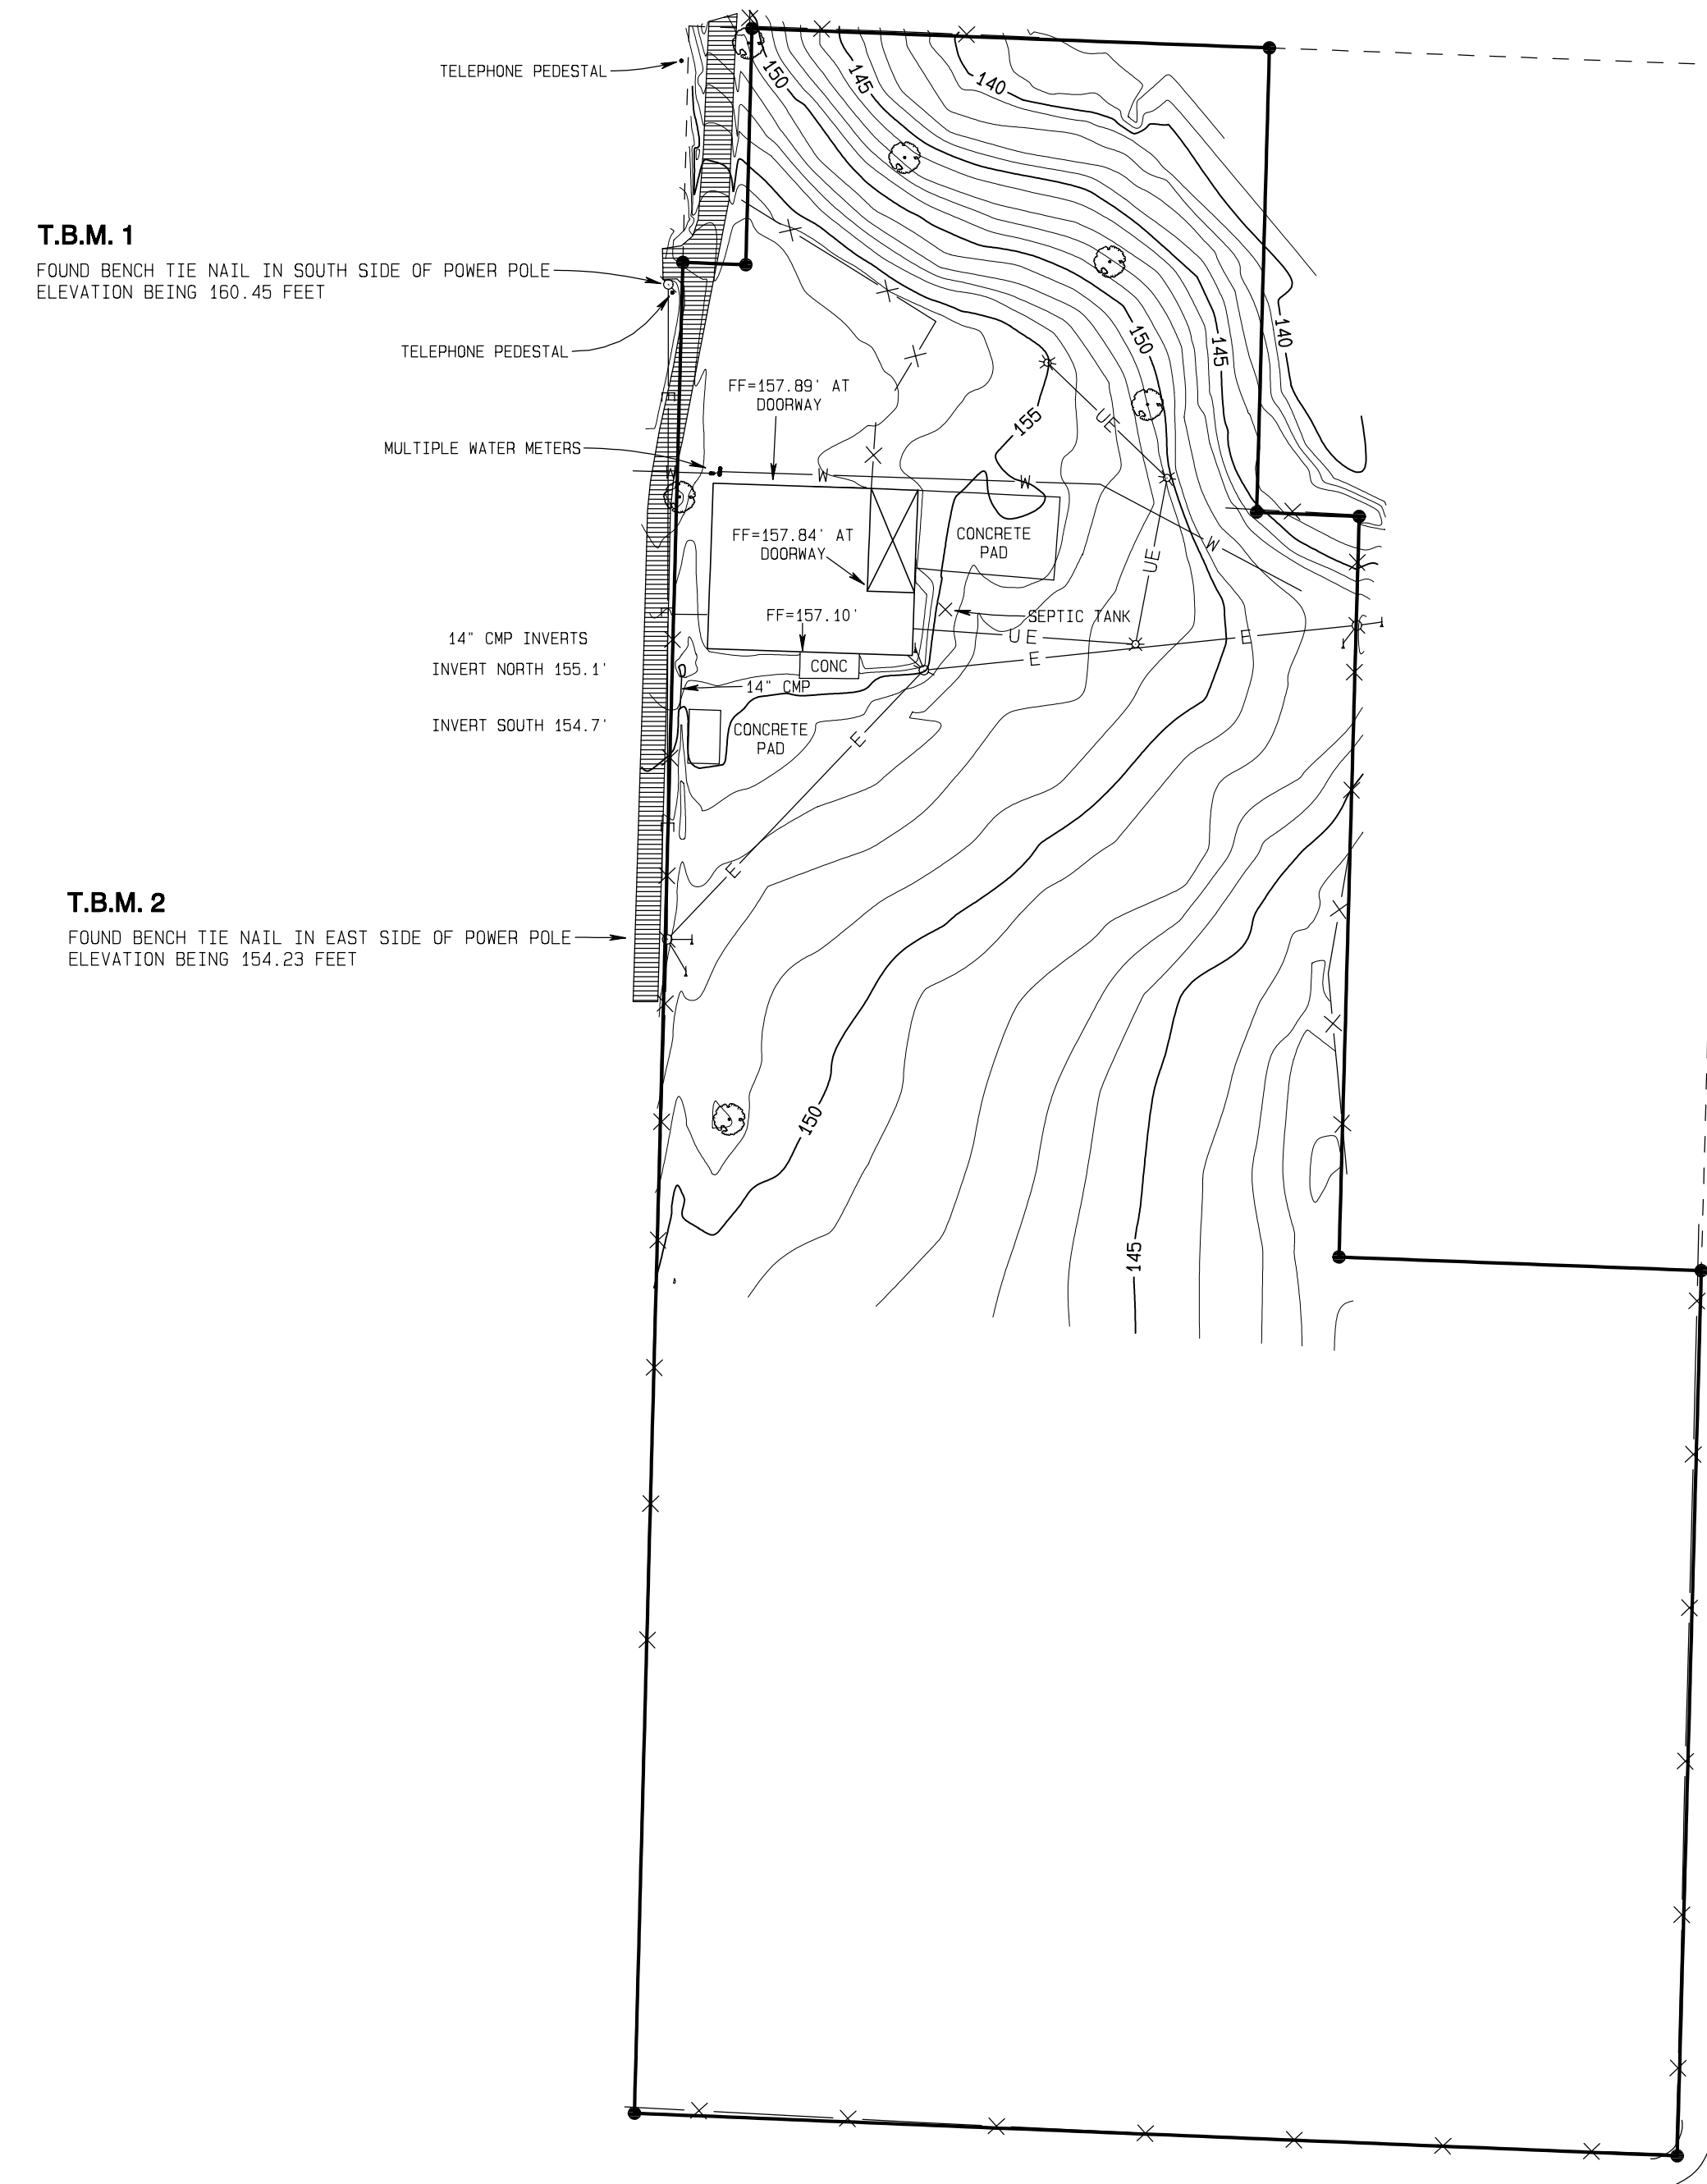 TELEPHONE PEDESTAL
150
145
140
T.B.M. 1
FOUND BENCH TIE NAIL IN SOUTH SIDE OF POWER POLE
ELEVATION BEING 160.45 FEET
TELEPHONE PEDESTAL
150
145
140
FF=157.89' AT
DOORWAY
155
UE
MULTIPLE WATER METERS
W
W
W
FF=157.84' AT
DOORWAY
CONCRETE
PAD
UE
W
FF=157.10'
SEPTIC TANK
14" CMP INVERTS
UE
E
E
INVERT NORTH 155.1'
CONC
14" CMP
INVERT SOUTH 154.7'
CONCRETE
PAD
E
E
T.B.M. 2
FOUND BENCH TIE NAIL IN EAST SIDE OF POWER POLE
ELEVATION BEING 154.23 FEET
150
145